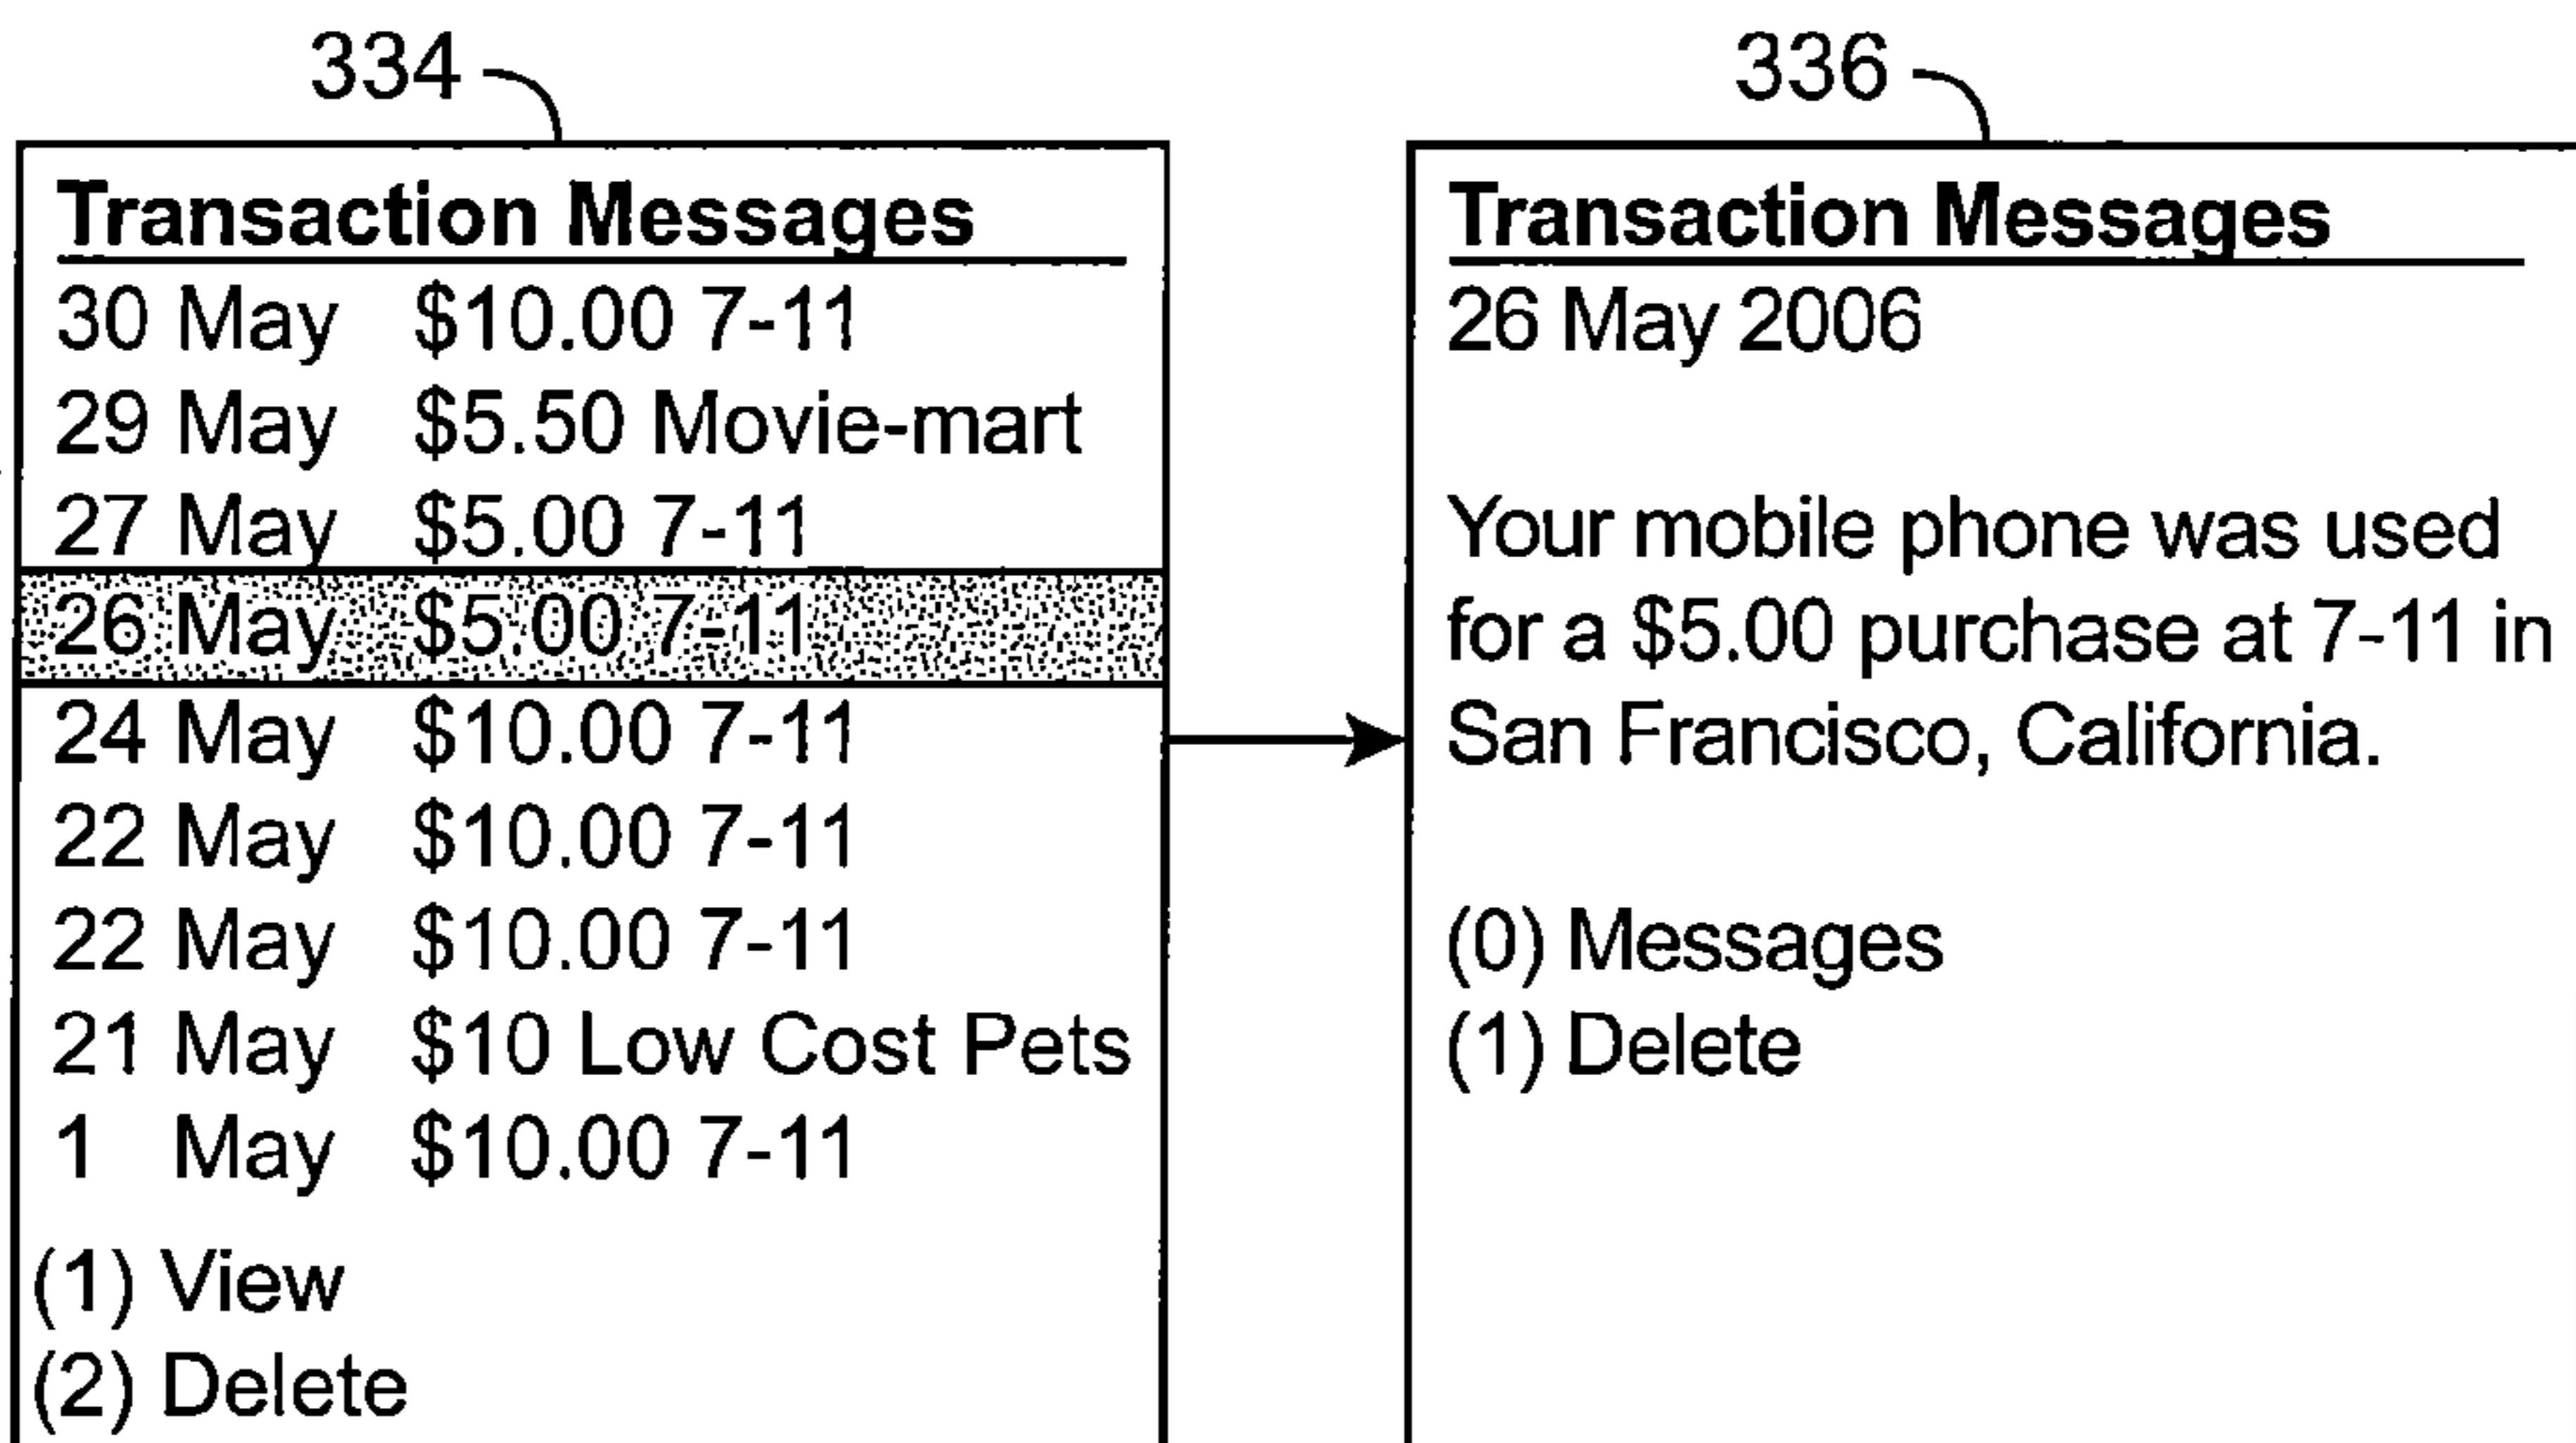 334
Transaction Messages
30 May $10.00 7-11
29 May $5.50 Movie-mart
27 May $5.00 7-11
26 May $5.00 7-11
24 May $10.00 7-11
22 May $10.00 7-11
22 May $10.00 7-11
21 May $10 Low Cost Pets
1 May $10.00 7-11
(1) View
(2) Delete
336
Transaction Messages
26 May 2006
Your mobile phone was used
for a $5.00 purchase at 7-11 in
San Francisco, California.
(0) Messages
(1) Delete